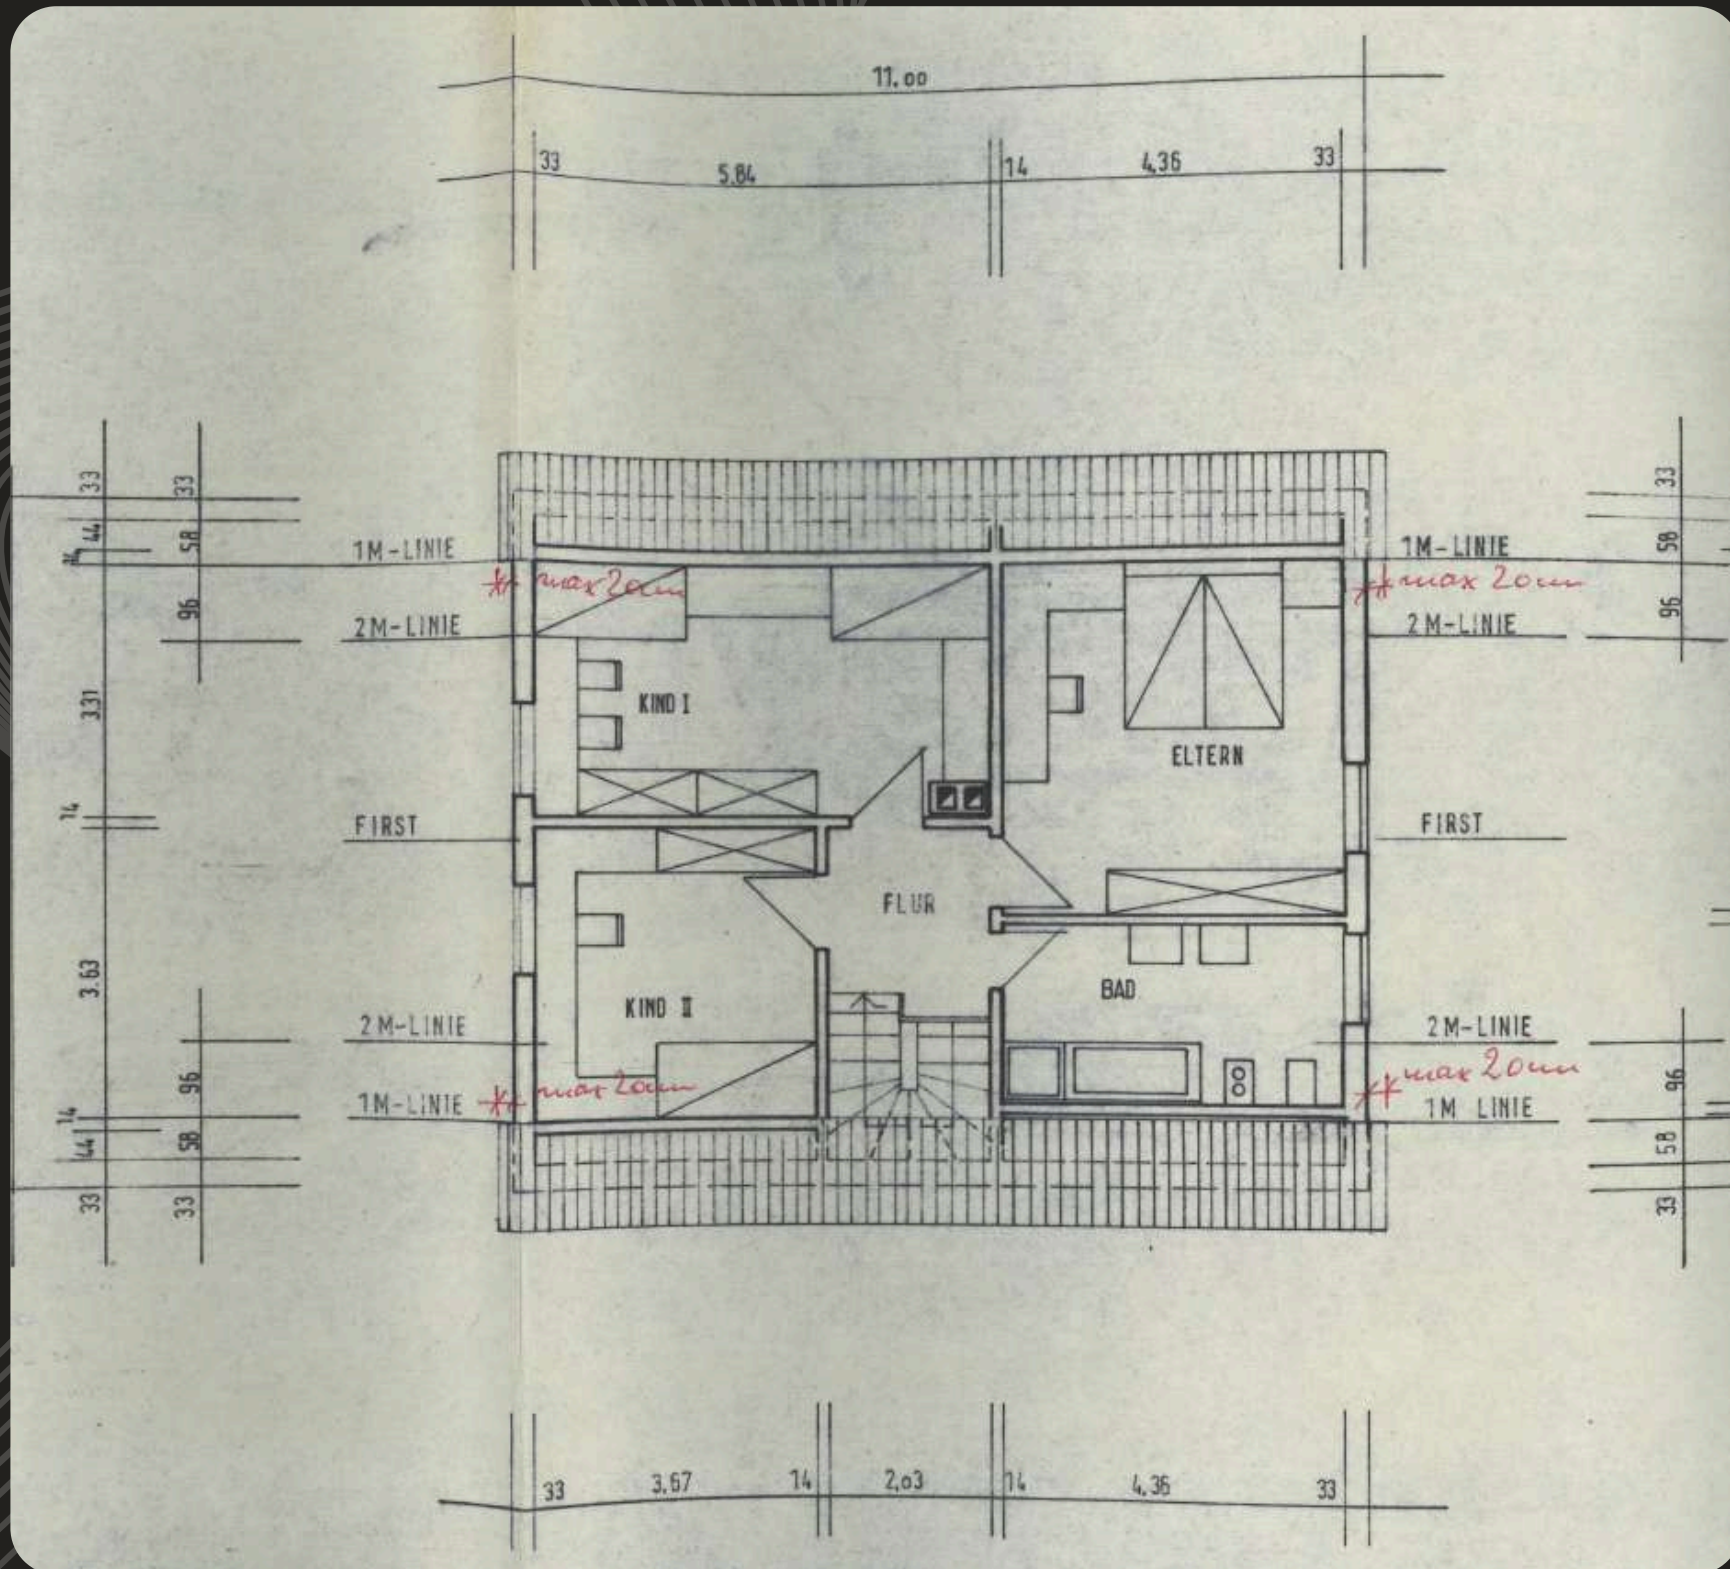 11.00
33 5.84 14 4.36 33
33 33 33
44 58 58
14
1M-LINIE 1M-LINIE
max 20cm max 20cm
96 96
2M-LINIE 2M-LINIE
3.31
KIND I
ELTERN
14
FIRST FIRST
FLUR
3.63
KIND II
BAD
2M-LINIE 2M-LINIE
96 96
max 20cm max 20cm
1M-LINIE 1M LINIE
14
44 58 58
33 33 33
33 3.67 14 2,03 14 4.36 33